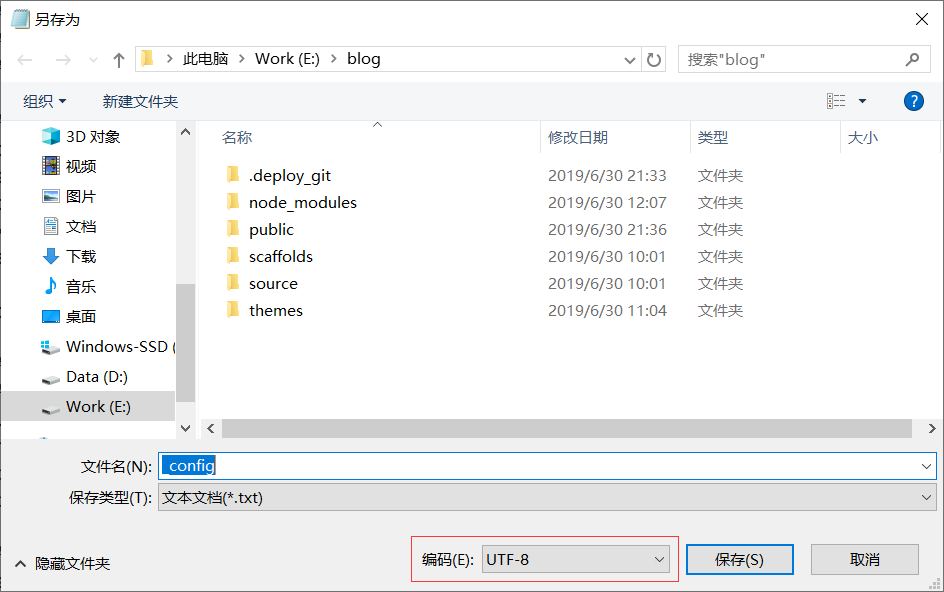 另存为
此电脑 > Work (E:) > blog
搜索"blog"
组织
新建文件夹
?
3D 对象
视频
图片
文档
下载
音乐
桌面
Windows-SSD (
Data (D:)
Work (E:)
名称 修改日期 类型 大小
.deploy_git 2019/6/30 21:33 文件夹
node_modules 2019/6/30 12:07 文件夹
public 2019/6/30 21:36 文件夹
scaffolds 2019/6/30 10:01 文件夹
source 2019/6/30 10:01 文件夹
themes 2019/6/30 11:04 文件夹
文件名(N): _config
保存类型(T): 文本文档(*.txt)
隐藏文件夹
编码(E): UTF-8
保存(S)
取消